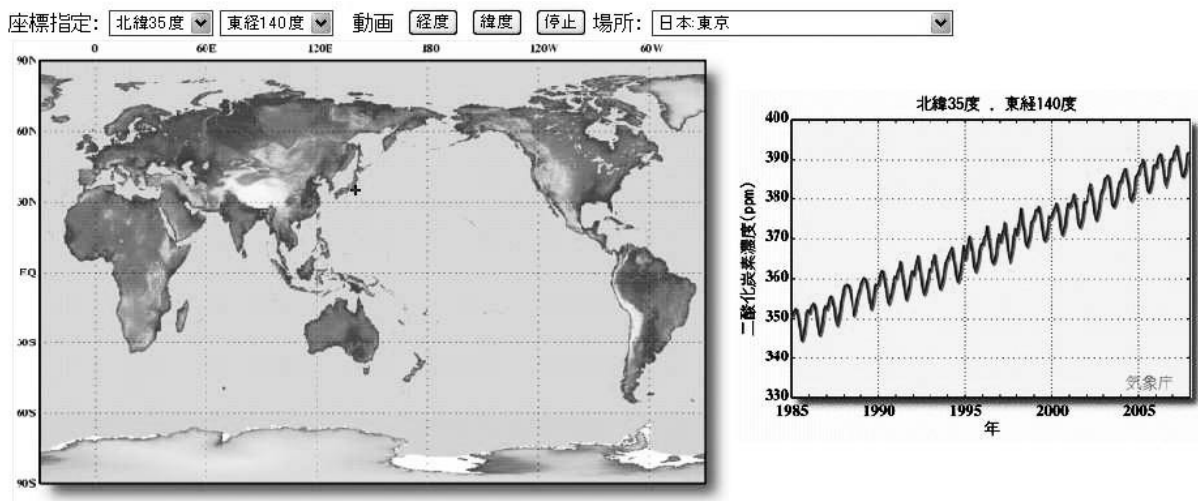 座標指定: 北緯35度 東経140度 動画 経度 緯度 停止 場所: 日本:東京
0 60E 120E 180 120W 60W
90N
60N
30N
EQ
30S
60S
90S
北緯35度 , 東経140度
二酸化炭素濃度(ppm)
400
390
380
370
360
350
340
330
気象庁
1985 1990 1995 2000 2005
年